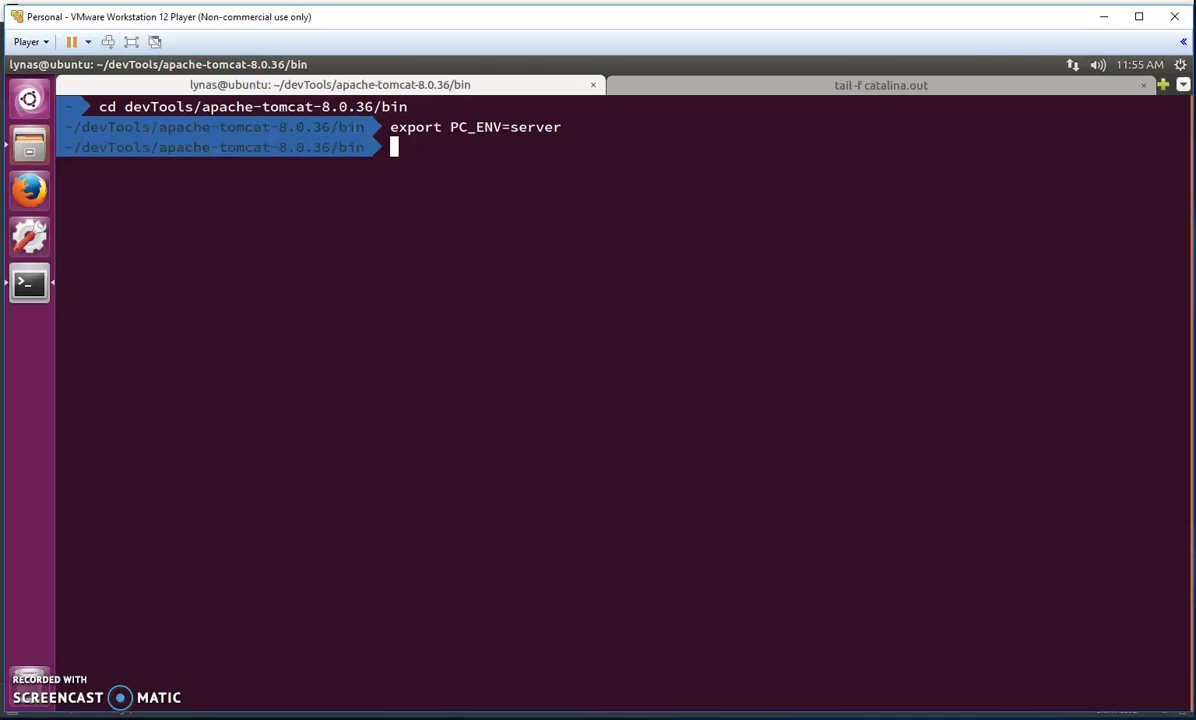 Personal - VMware Workstation 12 Player (Non-commercial use only)
Player
lynas@ubuntu: ~/devTools/apache-tomcat-8.0.36/bin
11:55 AM
lynas@ubuntu: ~/devTools/apache-tomcat-8.0.36/bin × tail -f catalina.out ×
~ cd devTools/apache-tomcat-8.0.36/bin
~/devTools/apache-tomcat-8.0.36/bin export PC_ENV=server
~/devTools/apache-tomcat-8.0.36/bin
RECORDED WITH
SCREENCAST MATIC